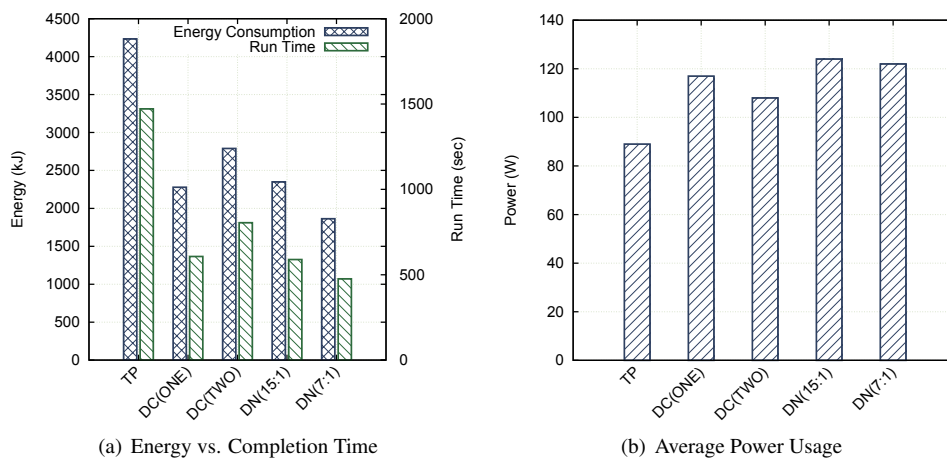 4500
4000
3500
3000
2500
2000
1500
1000
500
0
Energy (kJ)
Energy Consumption
Run Time
2000
1500
1000
500
0
Run Time (sec)
TP
DC(ONE)
DC(TWO)
DN(15:1)
DN(7:1)
(a) Energy vs. Completion Time
140
120
100
80
60
40
20
0
Power (W)
TP
DC(ONE)
DC(TWO)
DN(15:1)
DN(7:1)
(b) Average Power Usage